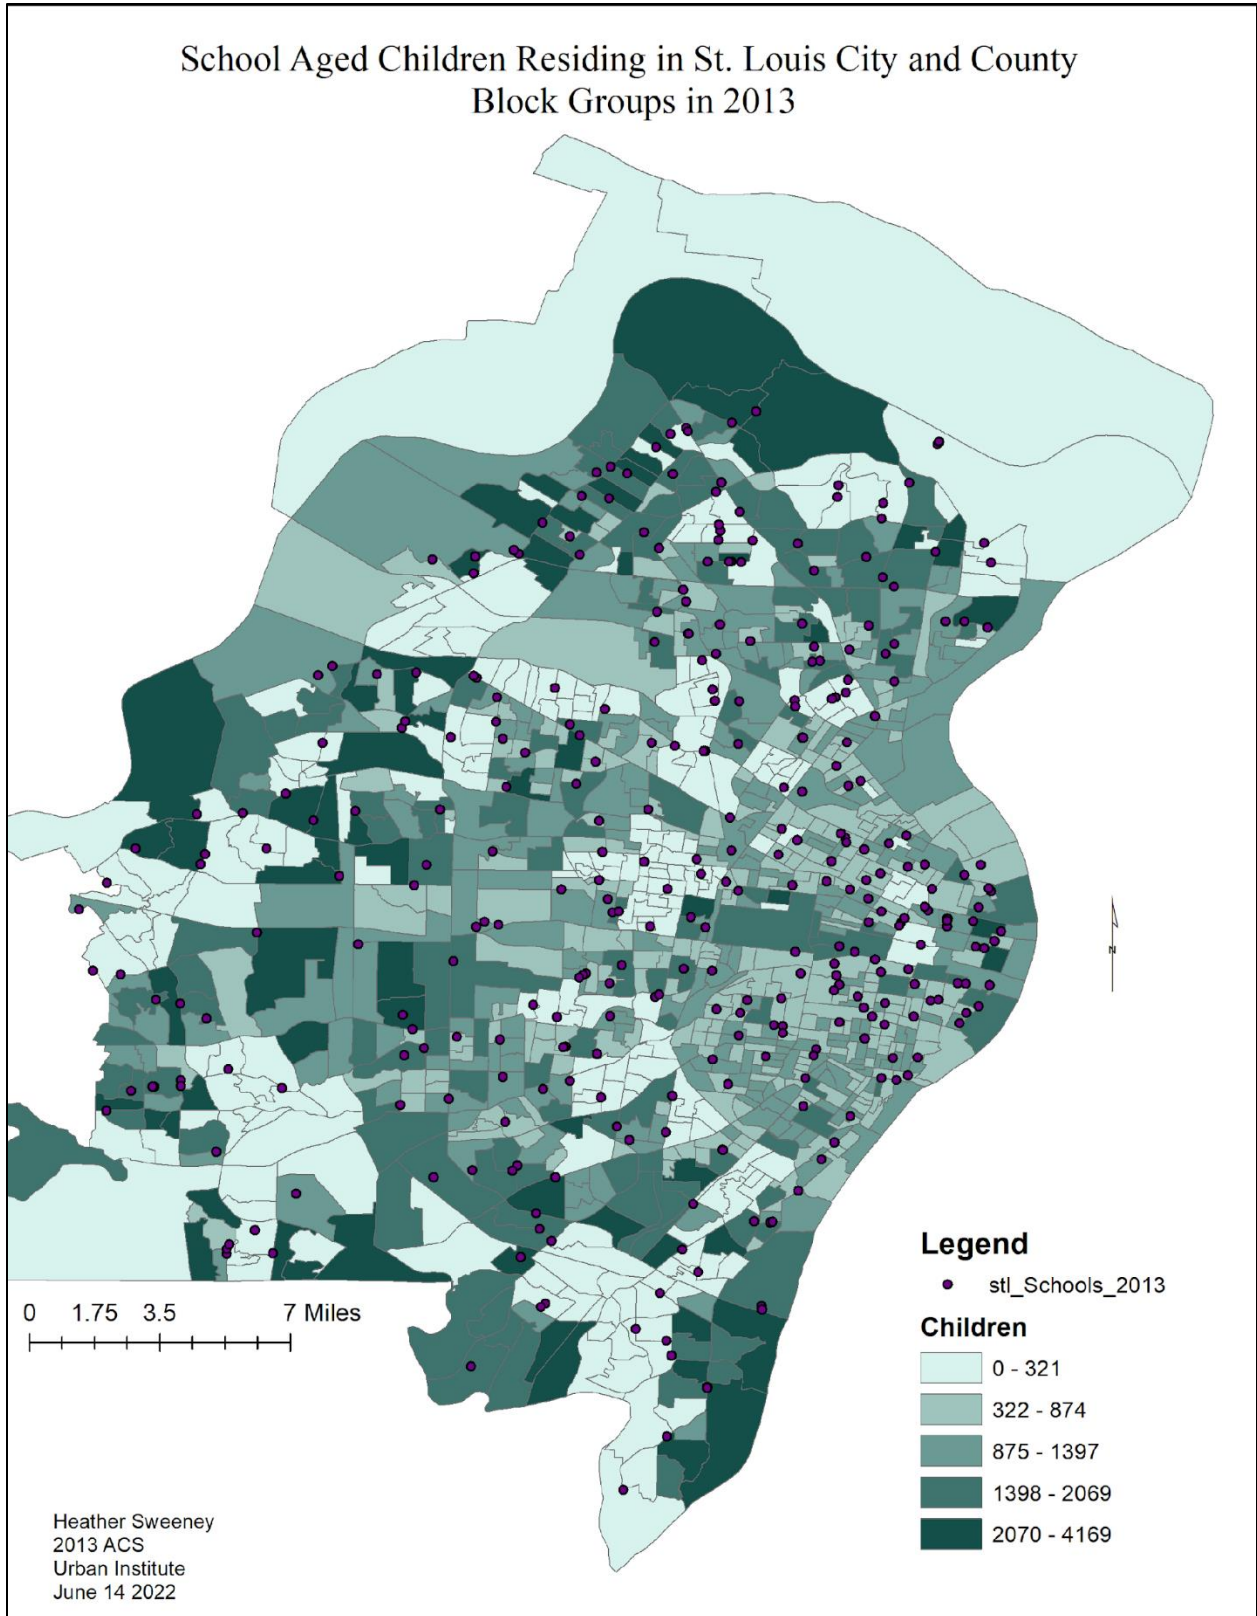 School Aged Children Residing in St. Louis City and County
Block Groups in 2013
N
Legend
stl_Schools_2013
Children
0 - 321
322 - 874
875 - 1397
1398 - 2069
2070 - 4169
0 1.75 3.5 7 Miles
Heather Sweeney
2013 ACS
Urban Institute
June 14 2022